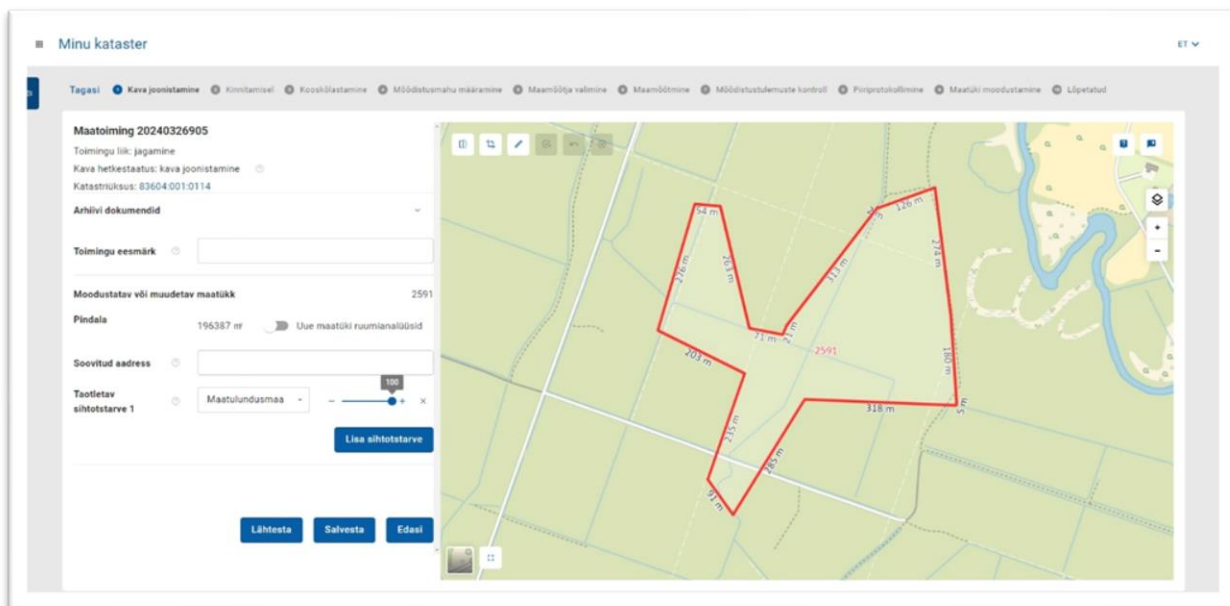 Minu kataster
ET
Tagasi 1 Kava joonistamine Kinnitamisel Kooskõlastamine Mõõdistusmahu määramine Maamõõtja valimine Maamõõtmine Mõõdistustulemuste kontroll Piiriprotokollimine Maatüki moodustamine Lõpetatud
Maatoiming 20240326905
Toimingu liik: jagamine
Kava hetkestaatus: kava joonistamine
Katastriüksus: 83604:001:0114
Arhiivi dokumendid
Toimingu eesmärk
Moodustatav või muudetav maatükk 2591
Pindala 196387 m² Uue maatüki ruumianalüüsid
Soovitud aadress
100
Taotletav sihtotstarve 1 Maatulundusmaa - + ×
Lisa sihtotstarve
Lähtesta Salvesta Edasi
54 m
276 m
263 m
71 m
21 m
313 m
126 m
274 m
180 m
5 m
318 m
285 m
91 m
235 m
203 m
2591
+
-